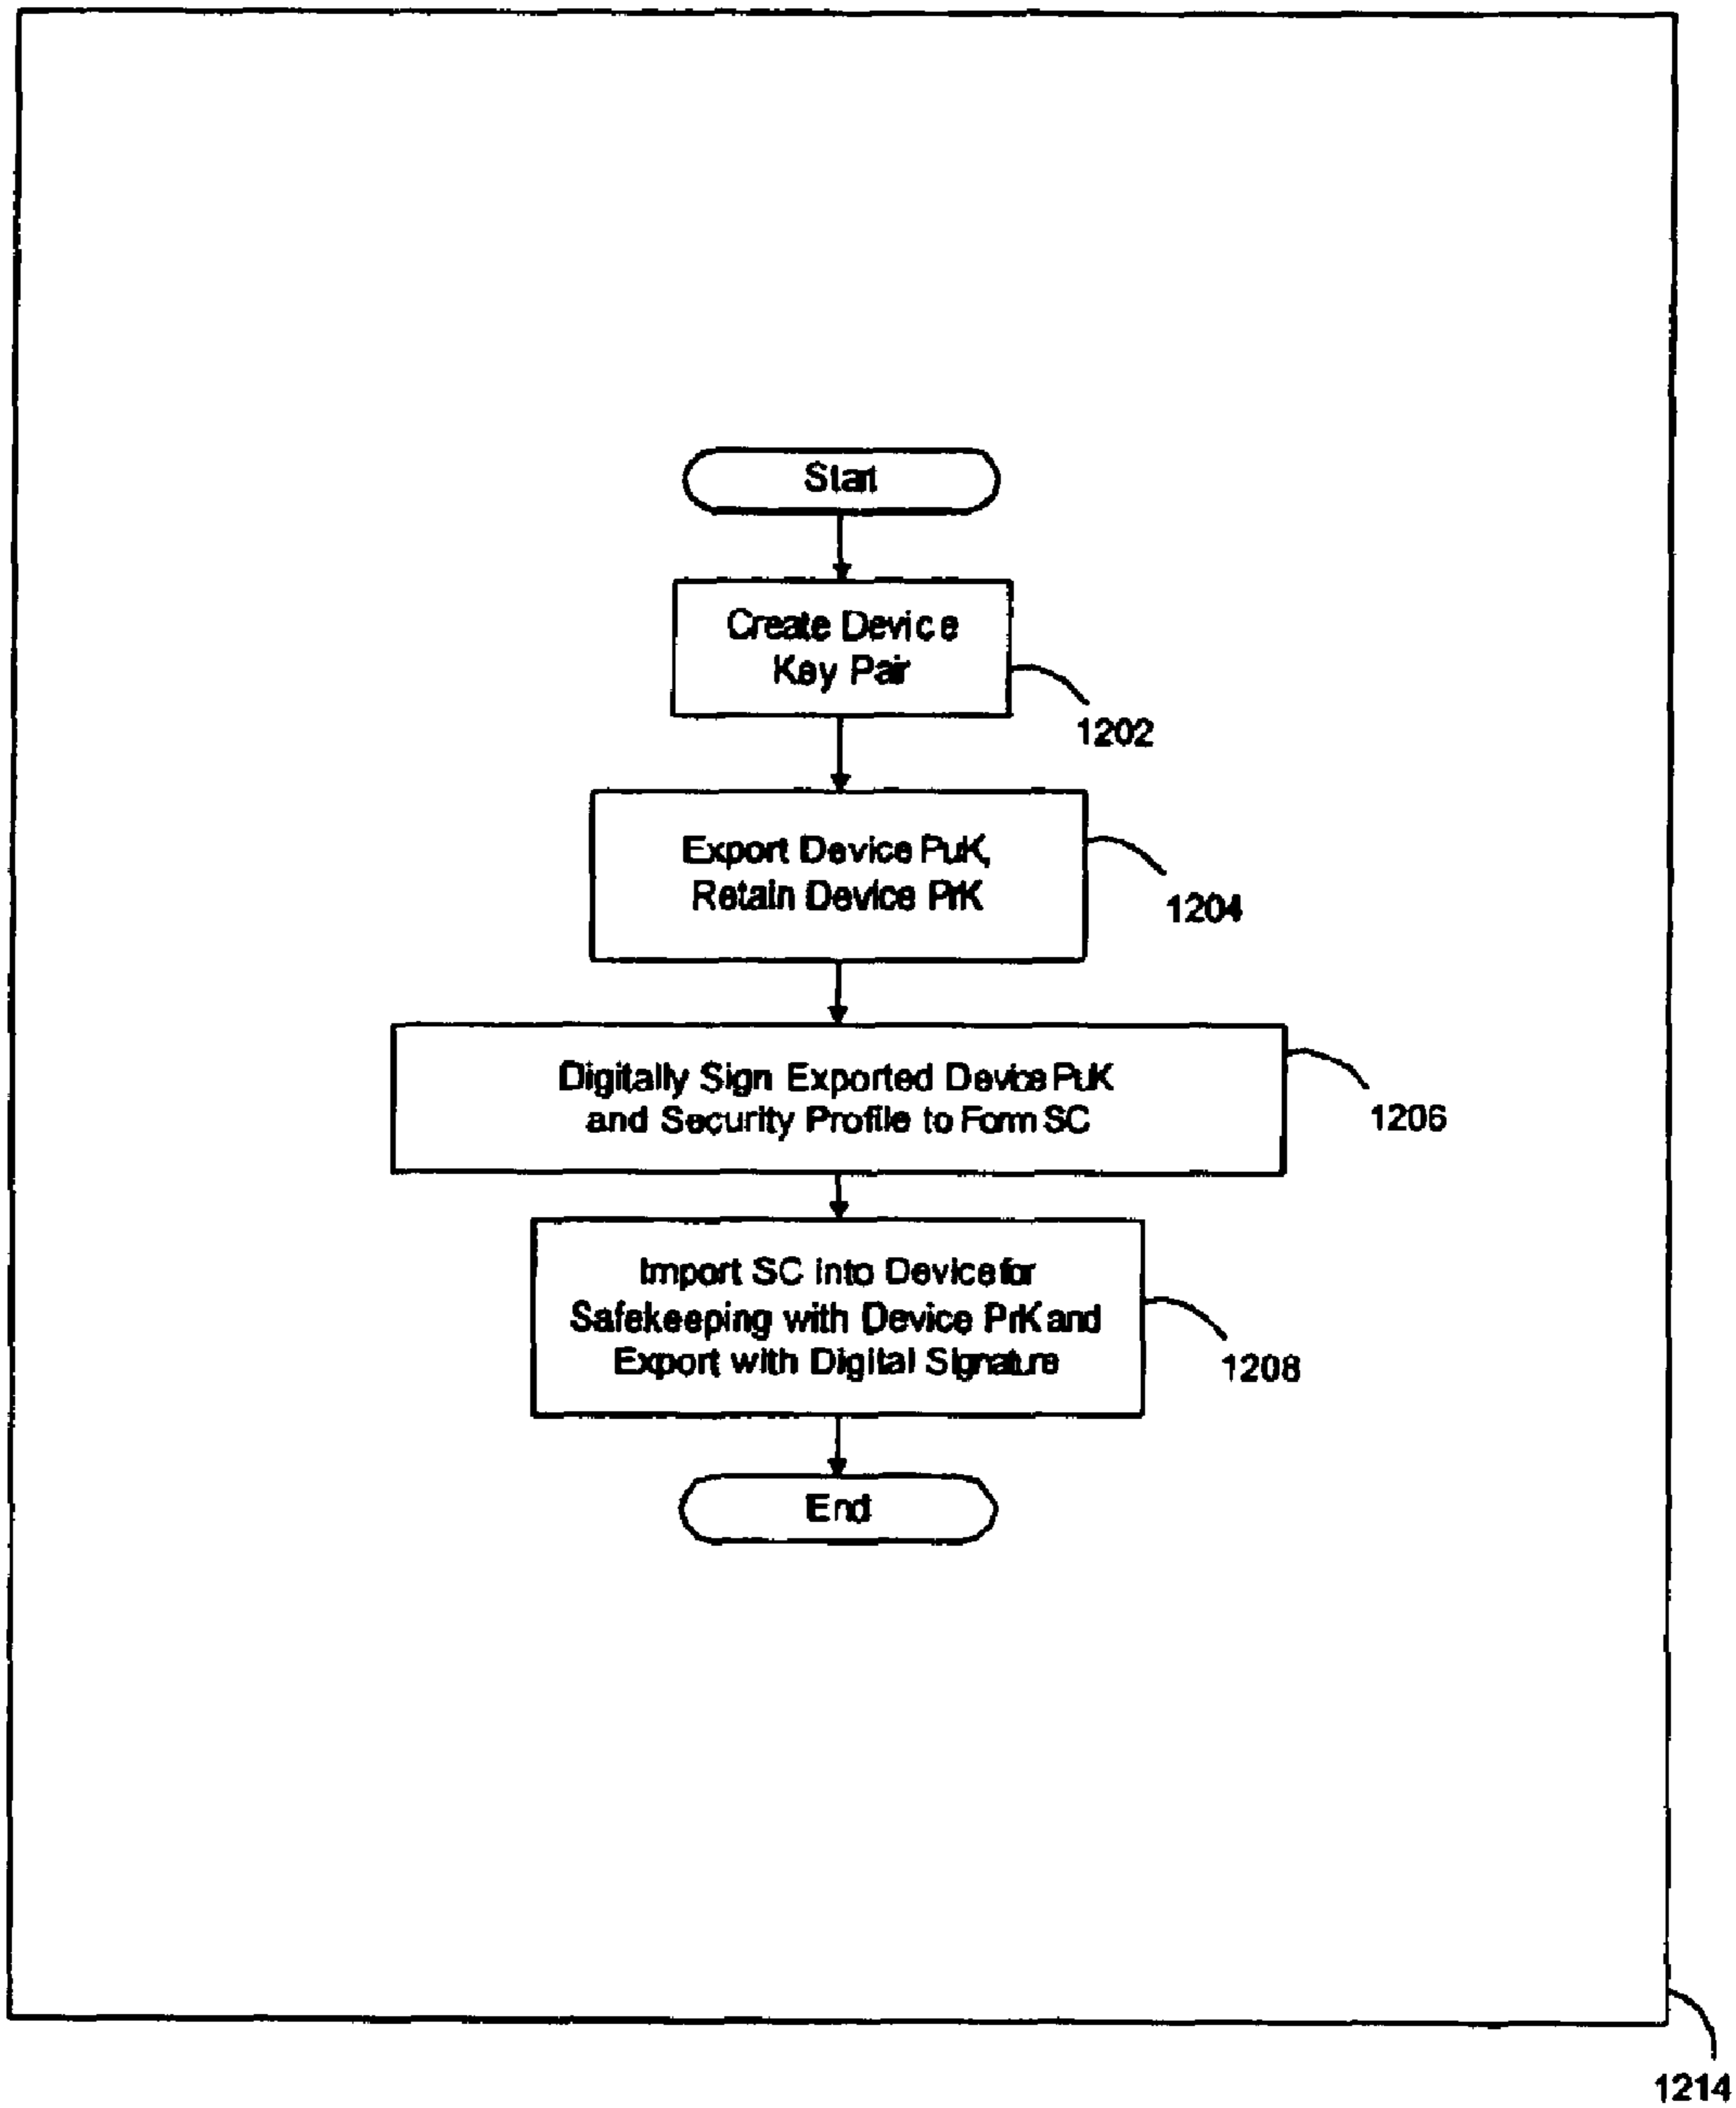 Start
Create Device
Key Pair
1202
Export Device PuK,
Retain Device PrK
1204
Digitally Sign Exported Device PuK
and Security Profile to Form SC
1206
Import SC into Device for
Safekeeping with Device PrK and
Export with Digital Signature
1208
End
1214